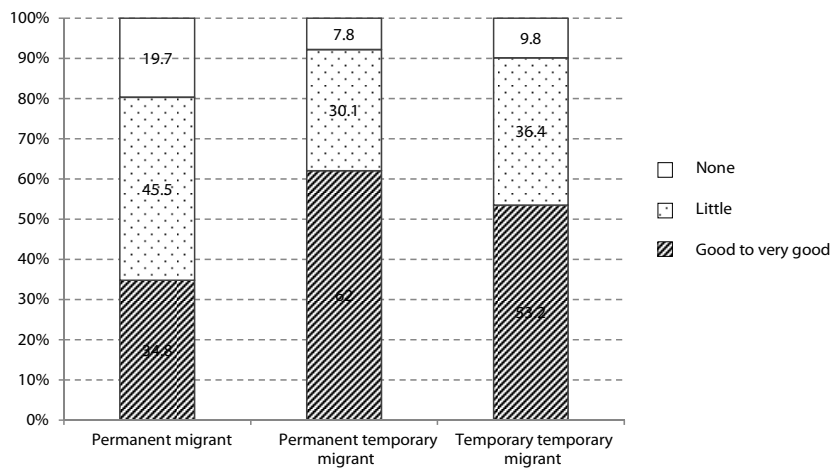 100%
90%
80%
70%
60%
50%
40%
30%
20%
10%
0%
19.7
45.5
34.8
7.8
30.1
62
9.8
36.4
53.2
Permanent migrant
Permanent temporary
migrant
Temporary temporary
migrant
None
Little
Good to very good